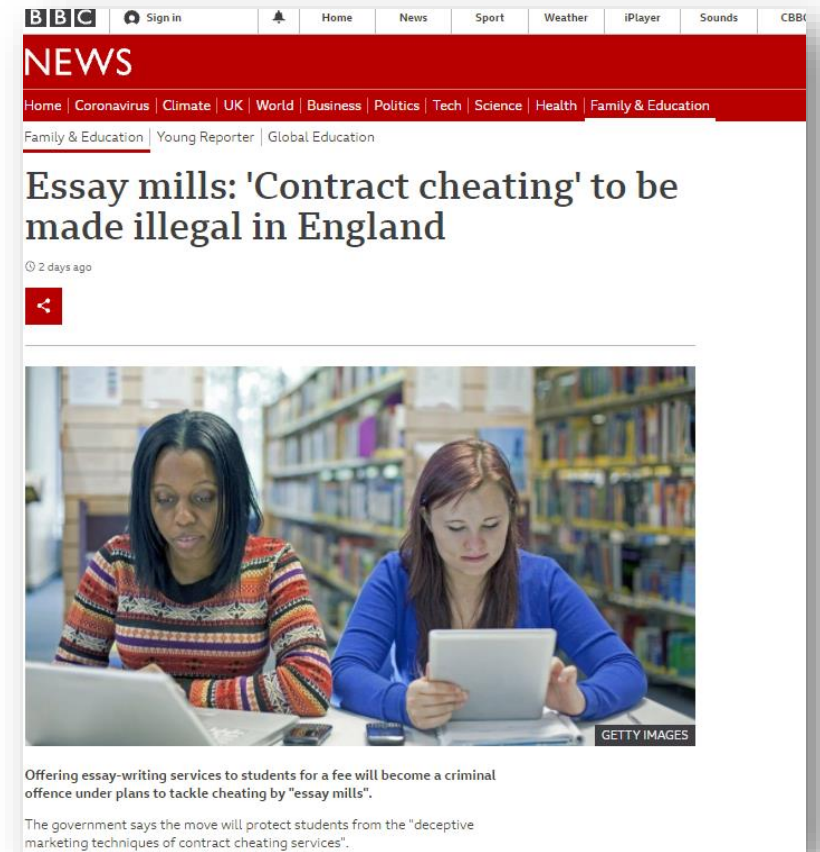 BBC Sign in Home News Sport Weather iPlayer Sounds
NEWS
Home | Coronavirus | Climate | UK | World | Business | Politics | Tech | Science | Health | Family & Education
Family & Education | Young Reporter | Global Education
Essay mills: 'Contract cheating' to be
made illegal in England
2 days ago
GETTY IMAGES
Offering essay-writing services to students for a fee will become a criminal
offence under plans to tackle cheating by "essay mills".
The government says the move will protect students from the "deceptive
marketing techniques of contract cheating services".